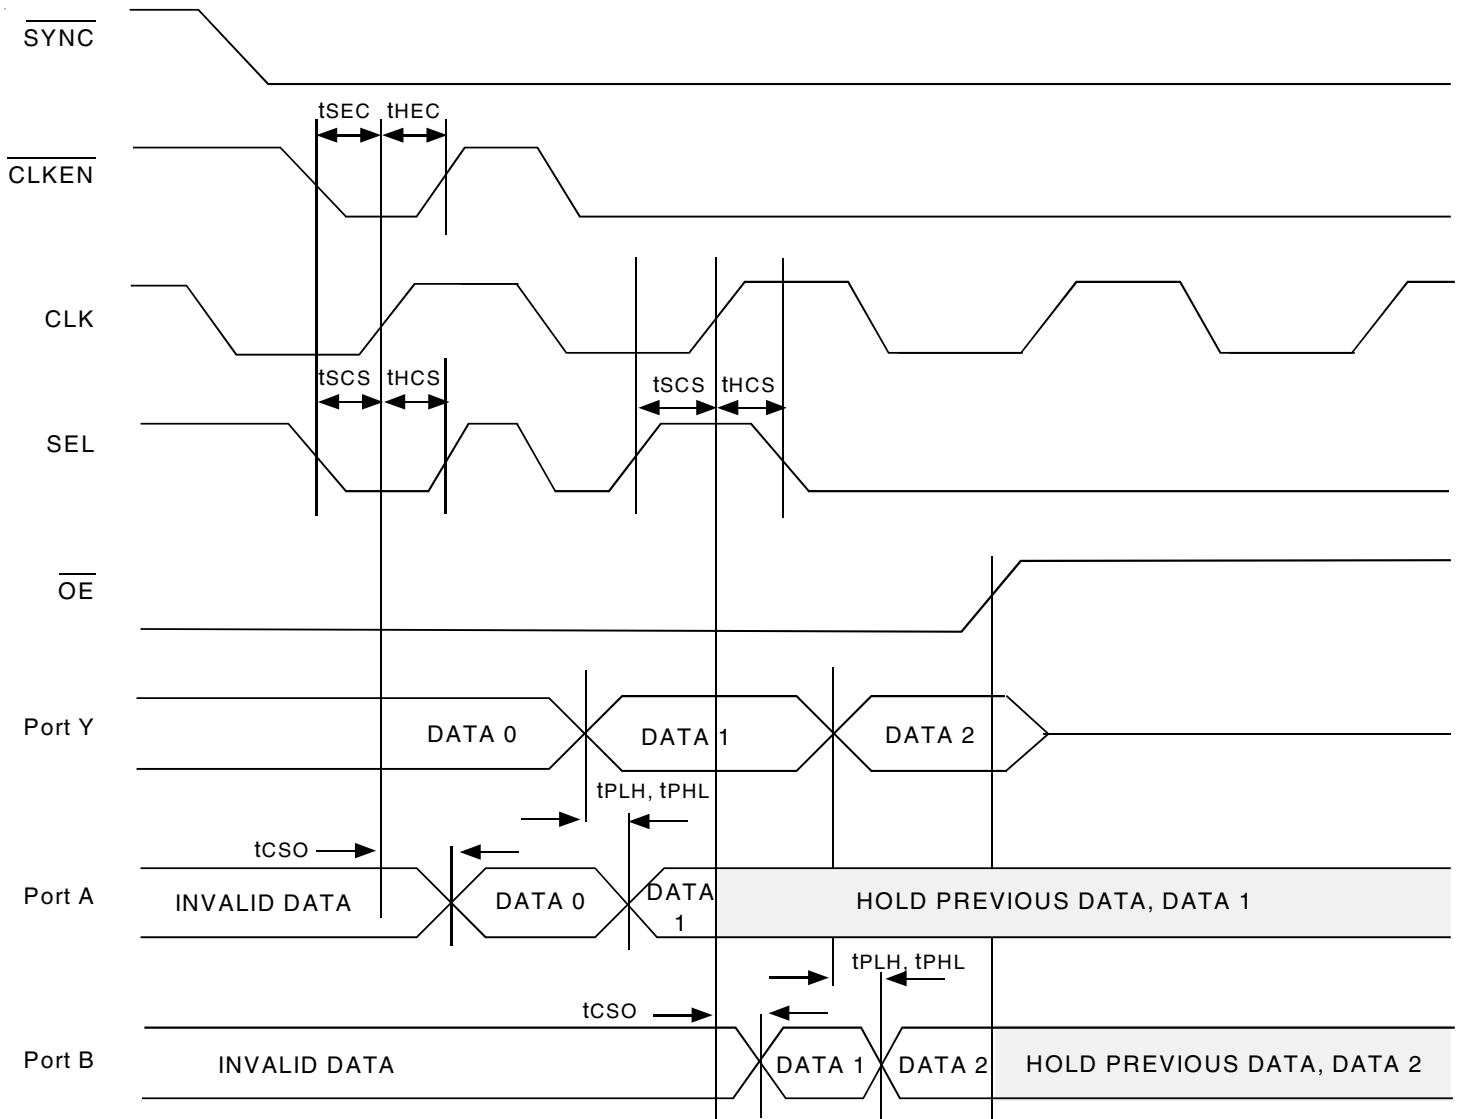 SYNC
tSEC tHEC
CLKEN
CLK
tSCS tHCS
tSCS tHCS
SEL
OE
Port Y
DATA 0
DATA 1
DATA 2
tPLH, tPHL
tCSO
Port A
INVALID DATA
DATA 0
DATA
1
HOLD PREVIOUS DATA, DATA 1
tPLH, tPHL
tCSO
Port B
INVALID DATA
DATA 1
DATA 2
HOLD PREVIOUS DATA, DATA 2